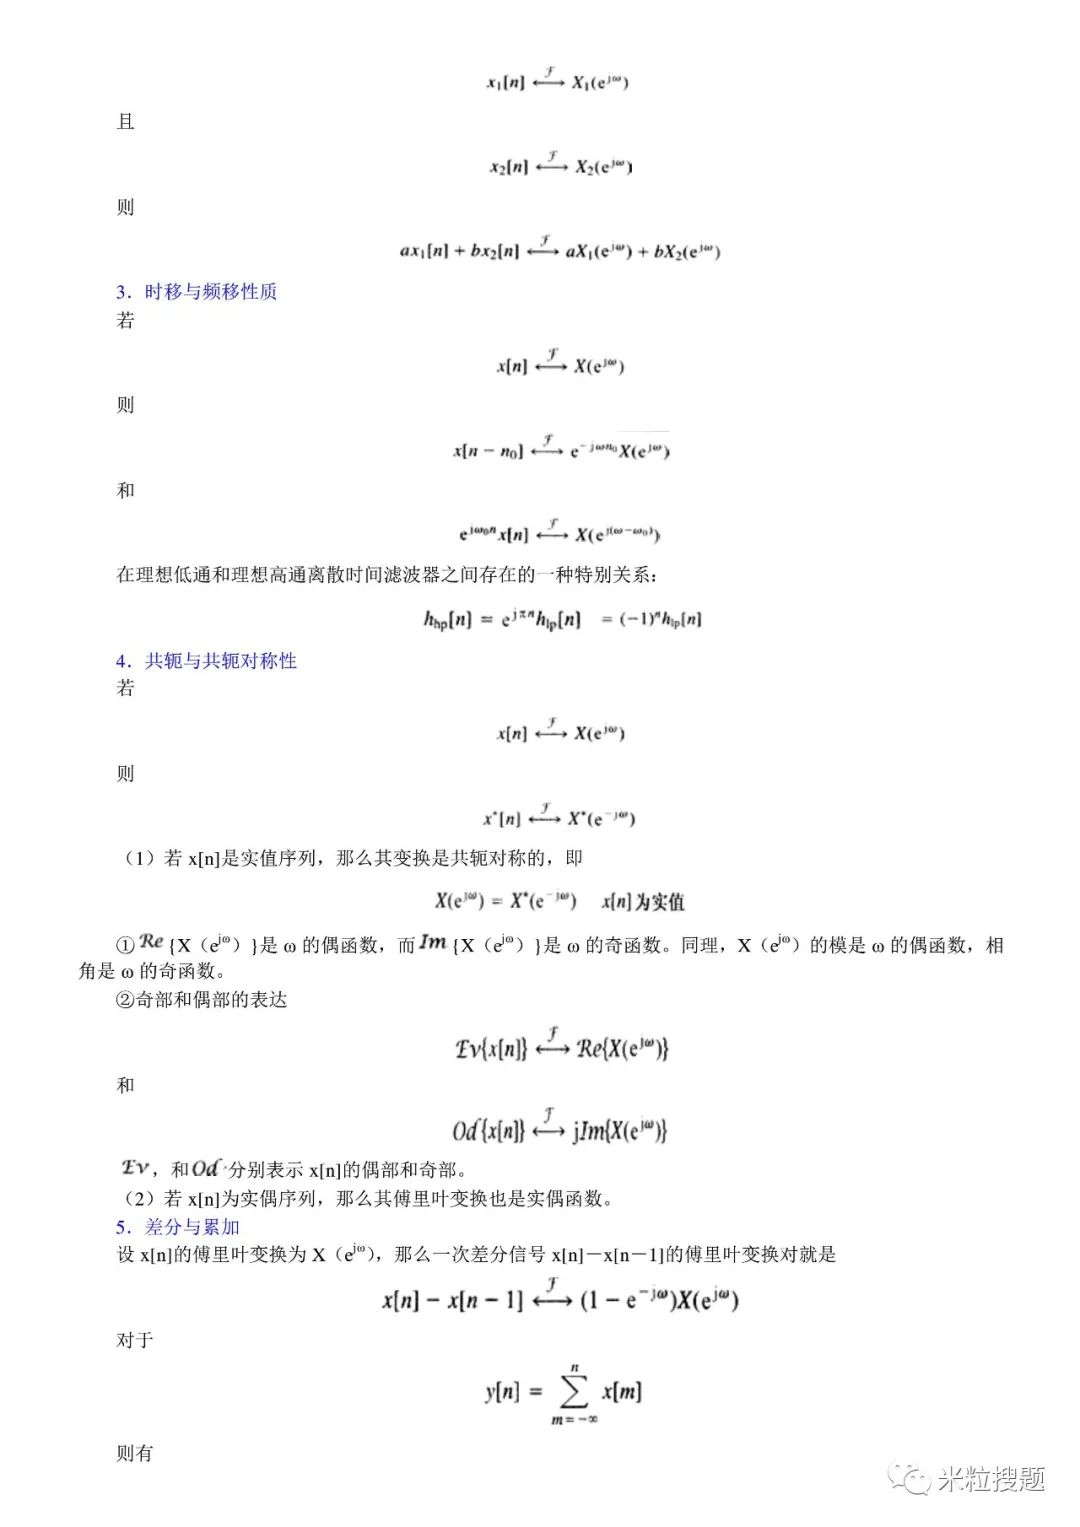 x₁[n] ⟷ℱ X₁(e^{jω})
且
x₂[n] ⟷ℱ X₂(e^{jω})
则
ax₁[n] + bx₂[n] ⟷ℱ aX₁(e^{jω}) + bX₂(e^{jω})
3．时移与频移性质
若
x[n] ⟷ℱ X(e^{jω})
则
x[n − n₀] ⟷ℱ e^{−jωn₀}X(e^{jω})
和
e^{jω₀n}x[n] ⟷ℱ X(e^{j(ω−ω₀)})
在理想低通和理想高通离散时间滤波器之间存在的一种特别关系：
h_{hp}[n] = e^{jπn}h_{lp}[n] = (−1)ⁿh_{lp}[n]
4．共轭与共轭对称性
若
x[n] ⟷ℱ X(e^{jω})
则
x*[n] ⟷ℱ X*(e^{−jω})
（1）若 x[n]是实值序列，那么其变换是共轭对称的，即
X(e^{jω}) = X*(e^{−jω}) x[n]为实值
①Re {X（e^{jω}）}是 ω 的偶函数，而Im {X（e^{jω}）}是 ω 的奇函数。同理，X（e^{jω}）的模是 ω 的偶函数，相
角是 ω 的奇函数。
②奇部和偶部的表达
Ev{x[n]} ⟷ℱ Re{X(e^{jω})}
和
Od{x[n]} ⟷ℱ jIm{X(e^{jω})}
Ev，和Od 分别表示 x[n]的偶部和奇部。
（2）若 x[n]为实偶序列，那么其傅里叶变换也是实偶函数。
5．差分与累加
设 x[n]的傅里叶变换为 X（e^{jω}），那么一次差分信号 x[n]－x[n－1]的傅里叶变换对就是
x[n] − x[n − 1] ⟷ℱ (1 − e^{−jω})X(e^{jω})
对于
y[n] = ∑_{m=−∞}^{n} x[m]
则有
米粒搜题